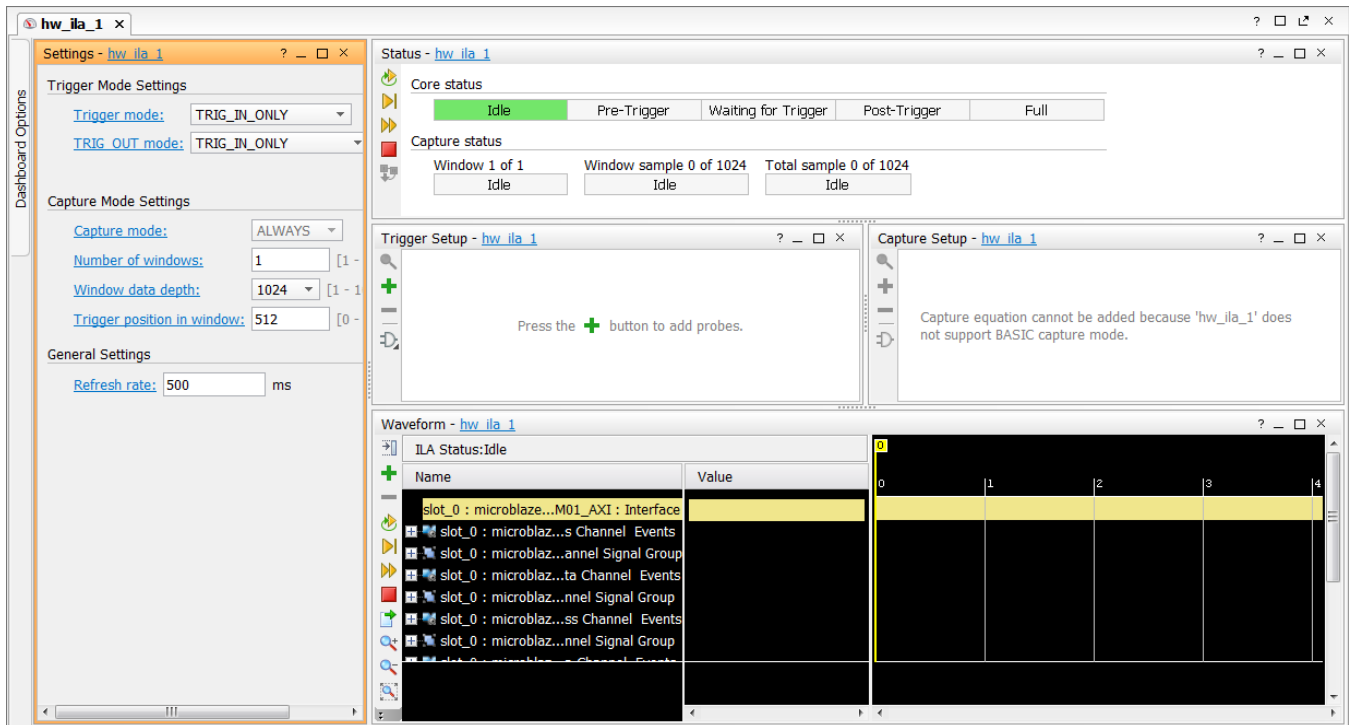 hw_ila_1
Dashboard Options
Settings - hw_ila_1
Trigger Mode Settings
Trigger mode: TRIG_IN_ONLY
TRIG_OUT mode: TRIG_IN_ONLY
Capture Mode Settings
Capture mode: ALWAYS
Number of windows: 1 [1 -
Window data depth: 1024 [1 - 1
Trigger position in window: 512 [0 -
General Settings
Refresh rate: 500 ms
Status - hw_ila_1
Core status
Idle Pre-Trigger Waiting for Trigger Post-Trigger Full
Capture status
Window 1 of 1 Window sample 0 of 1024 Total sample 0 of 1024
Idle Idle Idle
Trigger Setup - hw_ila_1
Press the + button to add probes.
Capture Setup - hw_ila_1
Capture equation cannot be added because 'hw_ila_1' does
not support BASIC capture mode.
Waveform - hw_ila_1
ILA Status:Idle
Name Value
slot_0 : microblaze...M01_AXI : Interface
slot_0 : microblaz...s Channel Events
slot_0 : microblaz...annel Signal Group
slot_0 : microblaz...ta Channel Events
slot_0 : microblaz...nnel Signal Group
slot_0 : microblaz...ss Channel Events
slot_0 : microblaz...nnel Signal Group
0
0 1 2 3 4